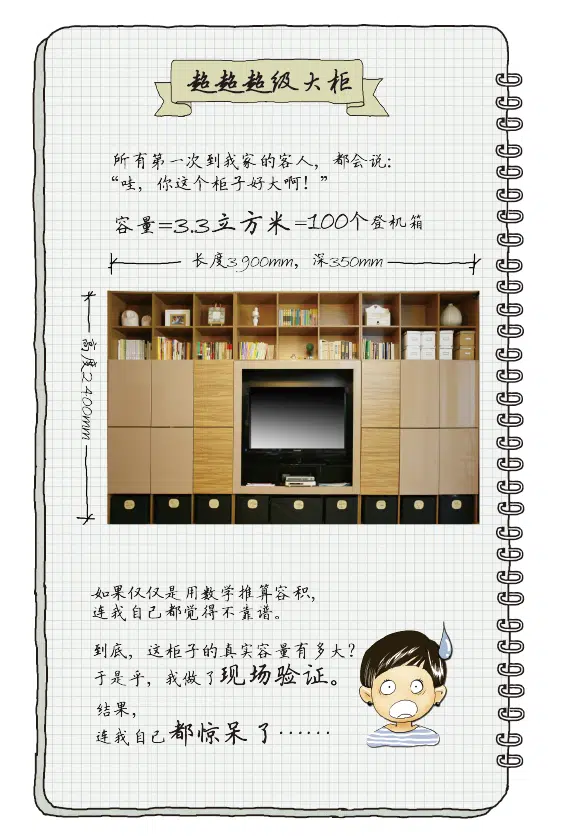 超超超级大柜
所有第一次到我家的客人，都会说：
“哇，你这个柜子好大啊！”
容量=3.3立方米=100个登机箱
长度3900mm，深350mm
高度2400mm
如果仅仅是用数学推算容积，
连我自己都觉得不靠谱。
到底，这柜子的真实容量有多大？
于是乎，我做了现场验证。
结果，
连我自己都惊呆了……